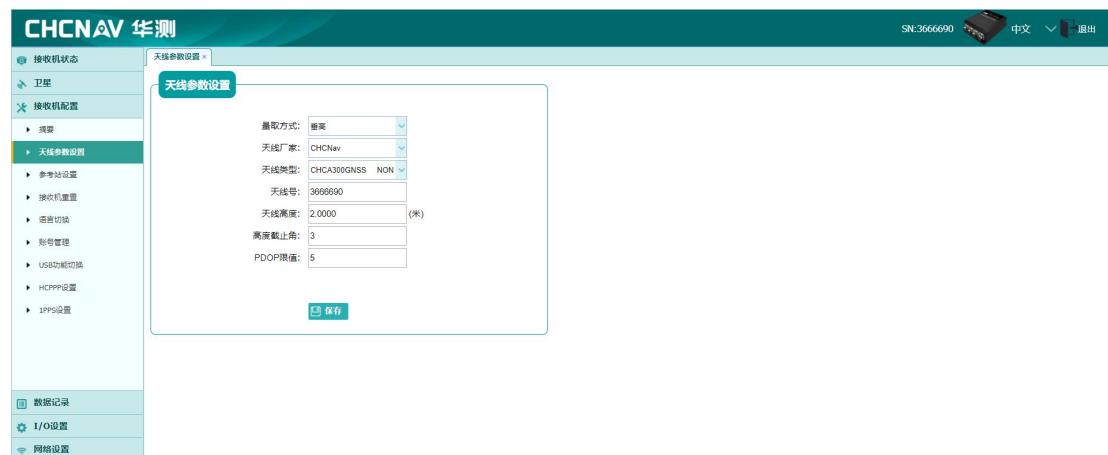 CHCNAV 华测
SN:3666690 中文 退出
接收机状态
卫星
接收机配置
摘要
天线参数设置
参考站设置
接收机重置
语言切换
账号管理
USB功能切换
HCPPP设置
1PPS设置
数据记录
I/O设置
网络设置
天线参数设置 ×
天线参数设置
量取方式: 垂高
天线厂家: CHCNav
天线类型: CHCA300GNSS NON
天线号: 3666690
天线高度: 2.0000 (米)
高度截止角: 3
PDOP限值: 5
保存